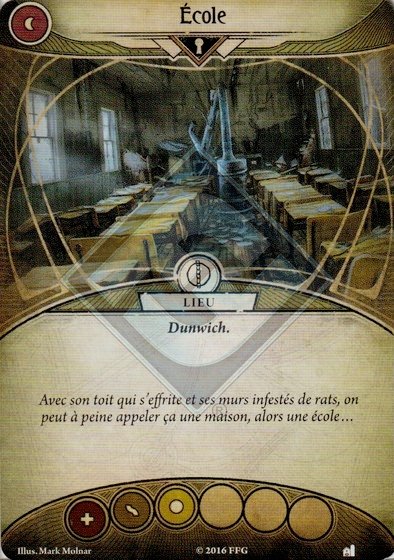 École
LIEU
Dunwich.
Avec son toit qui s'effrite et ses murs infestés de rats, on
peut à peine appeler ça une maison, alors une école…
Illus. Mark Molnar
© 2016 FFG